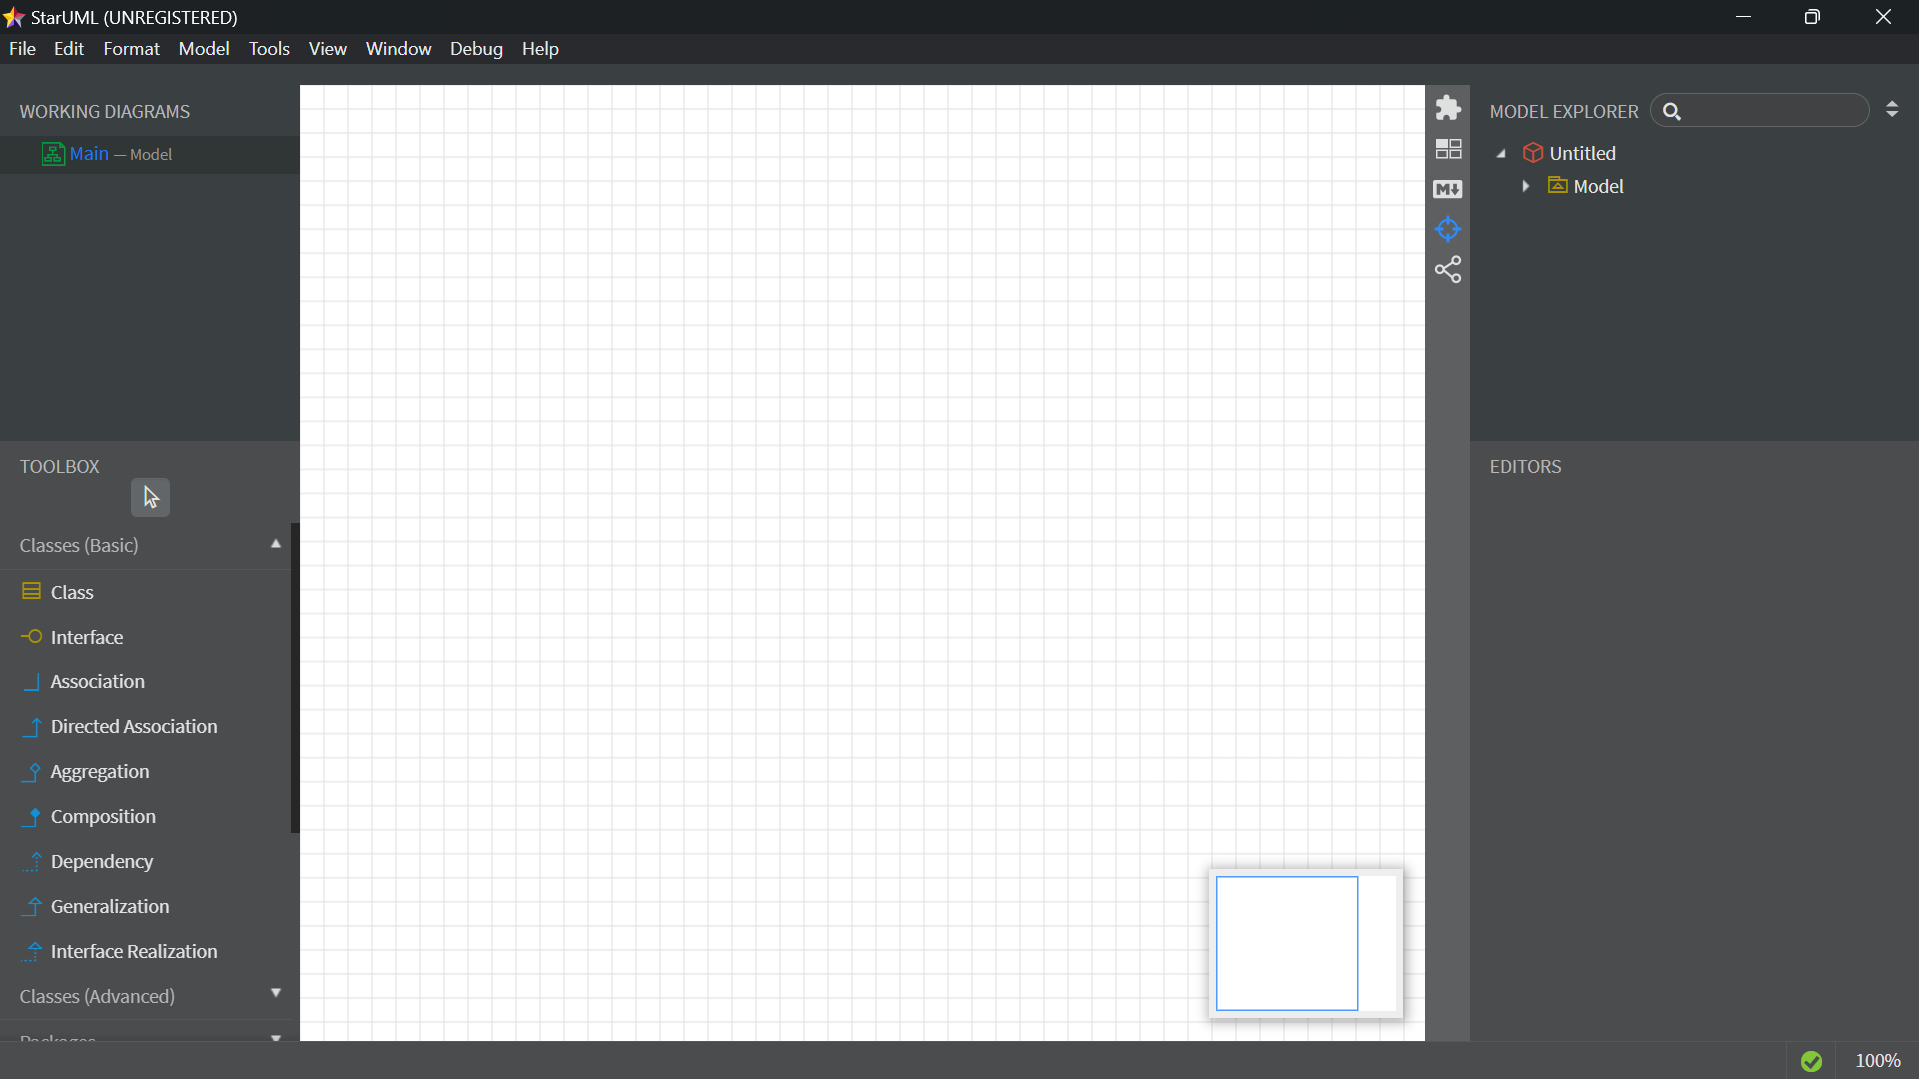 StarUML (UNREGISTERED)
File Edit Format Model Tools View Window Debug Help
WORKING DIAGRAMS
Main — Model
TOOLBOX
Classes (Basic)
Class
Interface
Association
Directed Association
Aggregation
Composition
Dependency
Generalization
Interface Realization
Classes (Advanced)
Packages
M
MODEL EXPLORER
Untitled
Model
EDITORS
100%